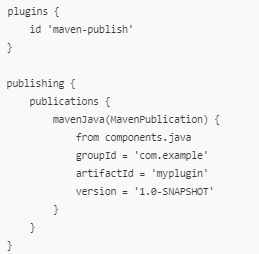 plugins {
    id 'maven-publish'
}

publishing {
    publications {
        mavenJava(MavenPublication) {
            from components.java
            groupId = 'com.example'
            artifactId = 'myplugin'
            version = '1.0-SNAPSHOT'
        }
    }
}